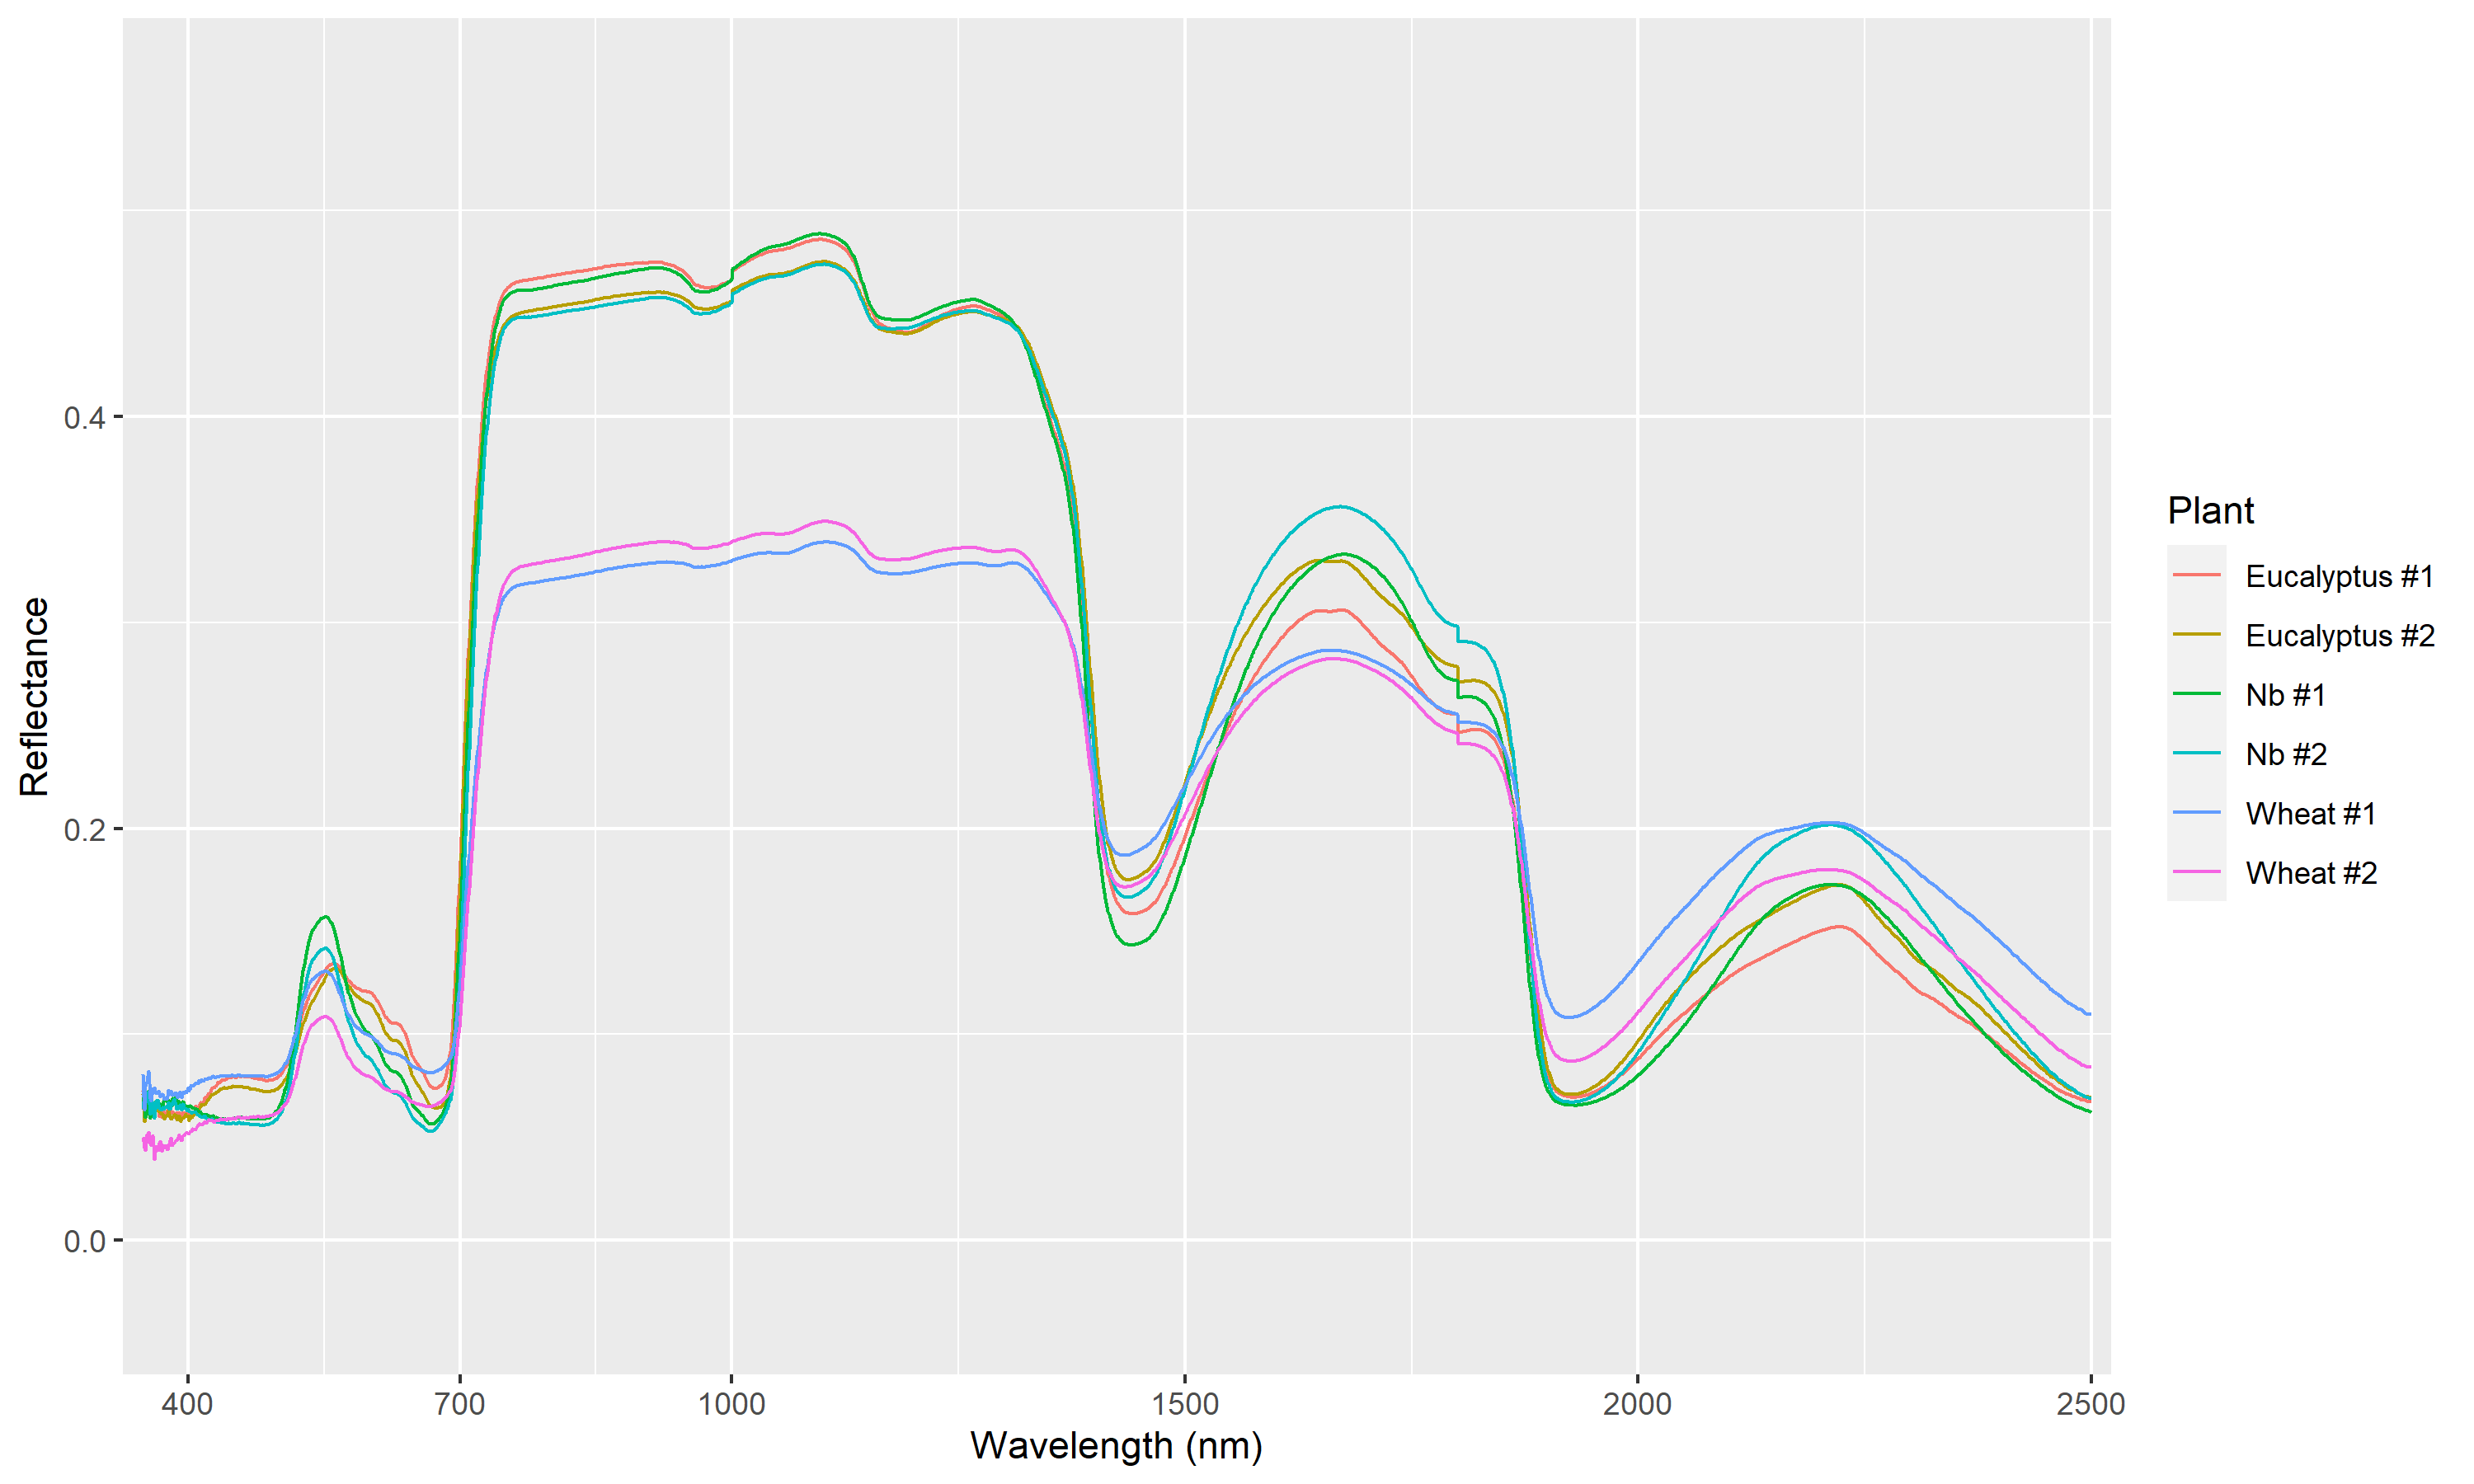 Reflectance
0.4
0.2
0.0
400 700 1000 1500 2000 2500
Wavelength (nm)
Plant
Eucalyptus #1
Eucalyptus #2
Nb #1
Nb #2
Wheat #1
Wheat #2